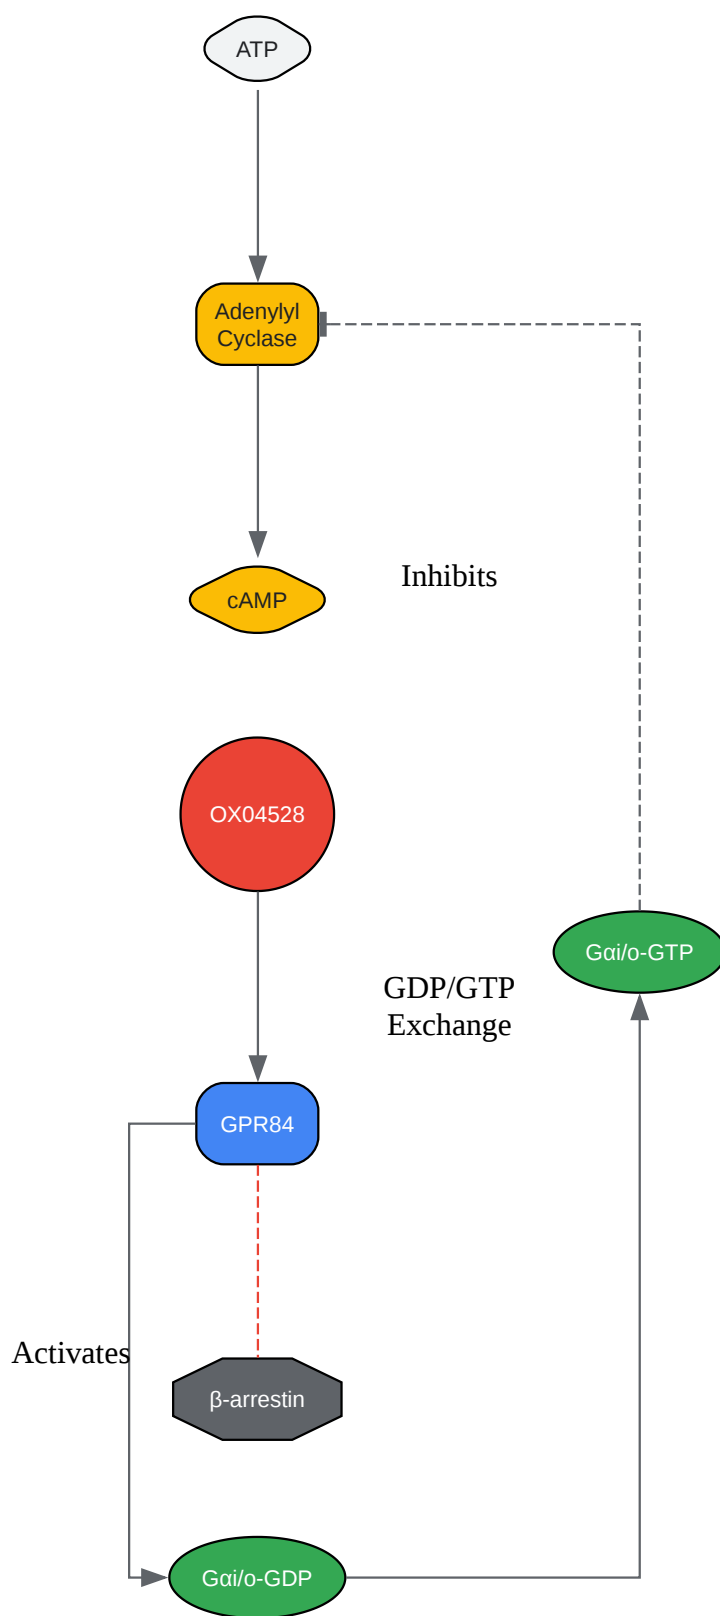 ATP
Adenylyl
Cyclase
Inhibits
cAMP
OX04528
Gαi/o-GTP
GDP/GTP
Exchange
GPR84
Activates
β-arrestin
Gαi/o-GDP